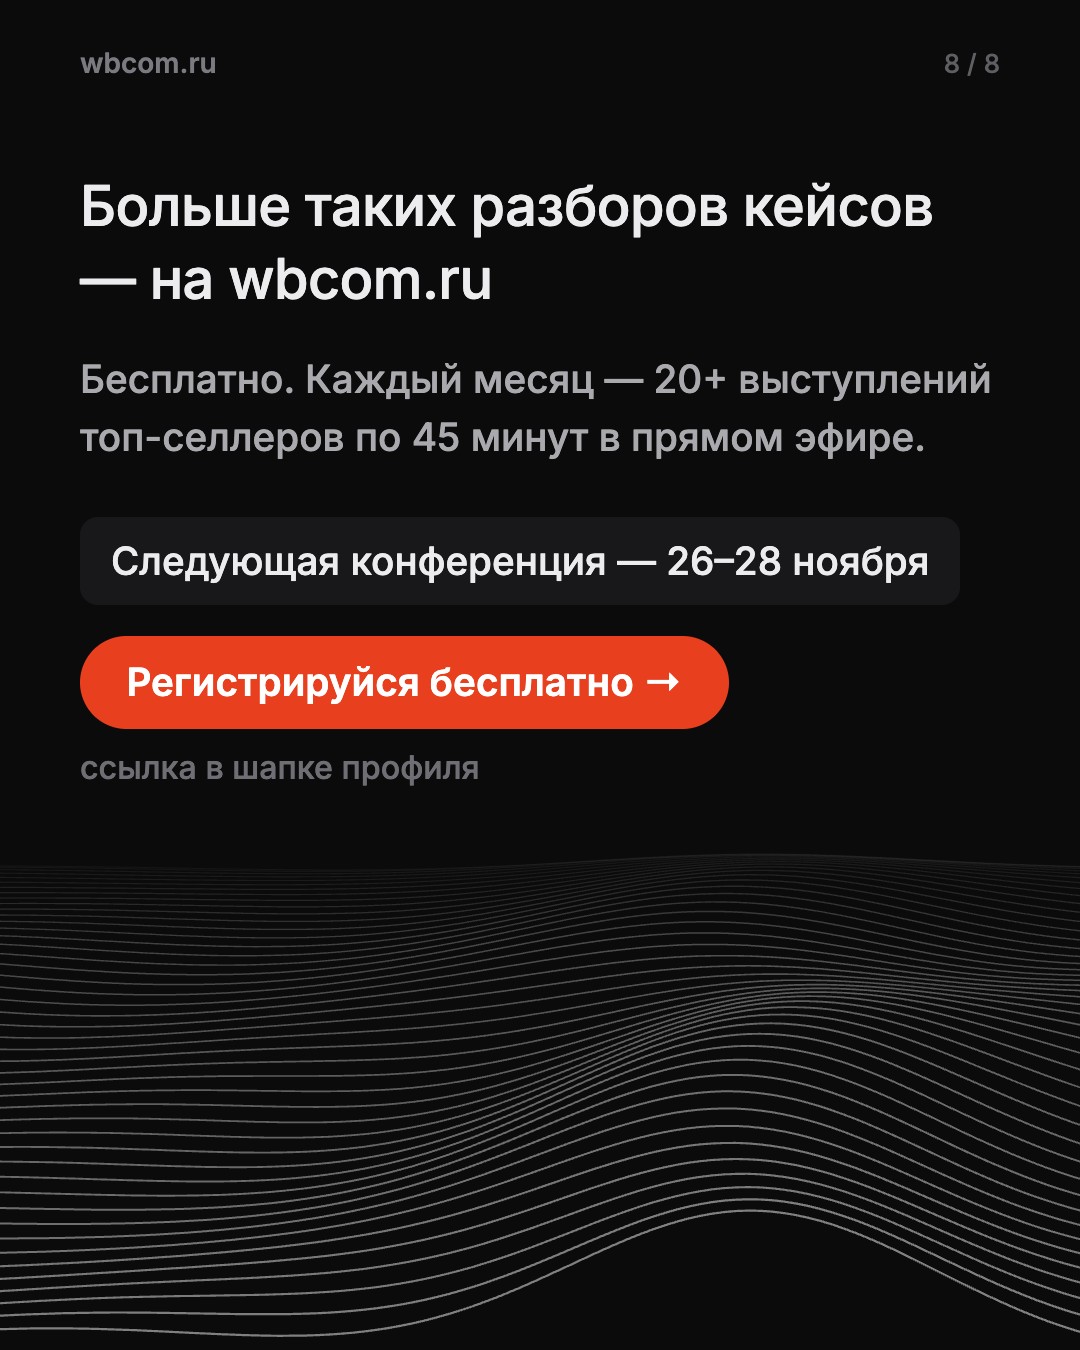 wbcom.ru
8 / 8
Больше таких разборов кейсов
— на wbcom.ru
Бесплатно. Каждый месяц — 20+ выступлений
топ-селлеров по 45 минут в прямом эфире.
Следующая конференция — 26–28 ноября
Регистрируйся бесплатно →
ссылка в шапке профиля